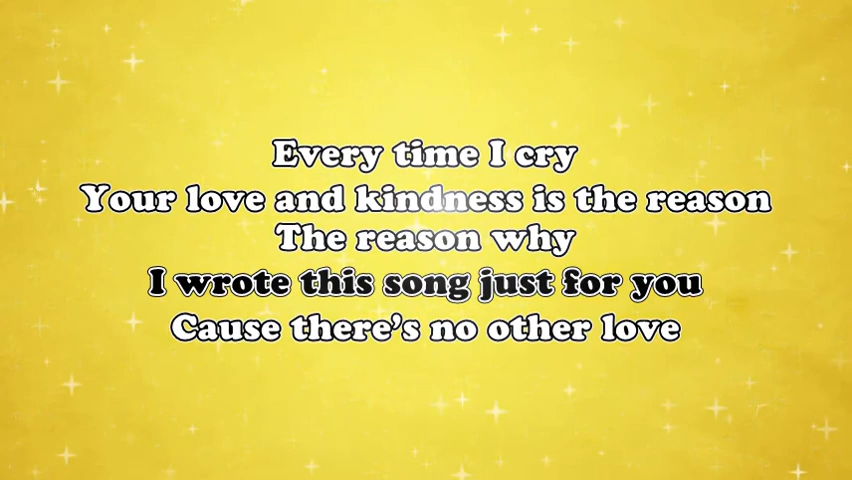 Every time I cry
Your love and kindness is the reason
The reason why
I wrote this song just for you
Cause there's no other love